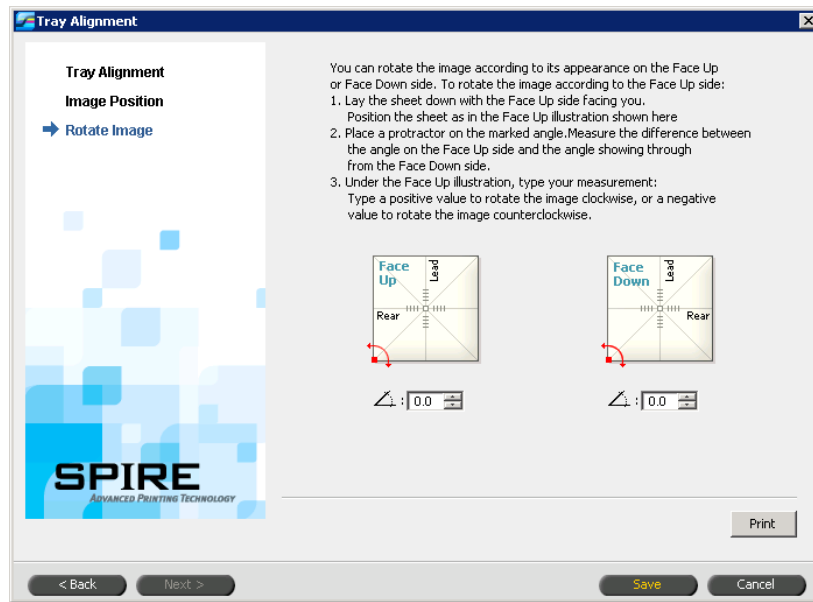 Tray Alignment
Tray Alignment
Image Position
Rotate Image
You can rotate the image according to its appearance on the Face Up
or Face Down side. To rotate the image according to the Face Up side:
1. Lay the sheet down with the Face Up side facing you.
Position the sheet as in the Face Up illustration shown here
2. Place a protractor on the marked angle.Measure the difference between
the angle on the Face Up side and the angle showing through
from the Face Down side.
3. Under the Face Up illustration, type your measurement:
Type a positive value to rotate the image clockwise, or a negative
value to rotate the image counterclockwise.
Face
Up
Lead
Rear
Face
Down
Lead
Rear
: 0.0
: 0.0
SPIRE
ADVANCED PRINTING TECHNOLOGY
Print
< Back
Next >
Save
Cancel